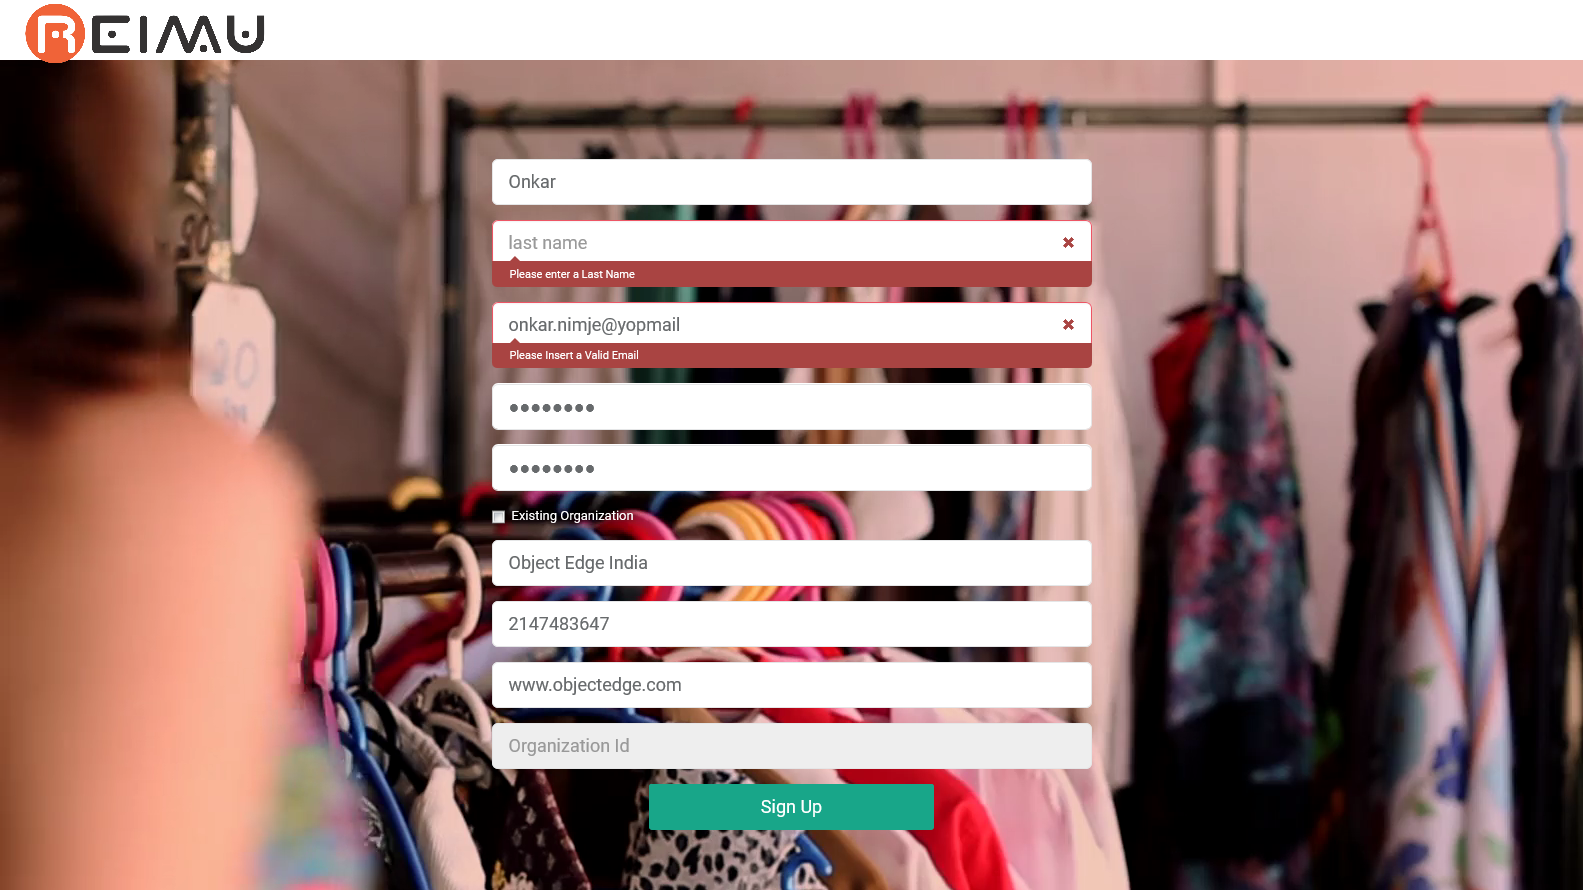 REIMU
Onkar
last name
Please enter a Last Name
onkar.nimje@yopmail
Please Insert a Valid Email
●●●●●●●●
●●●●●●●●
Existing Organization
Object Edge India
2147483647
www.objectedge.com
Organization Id
Sign Up